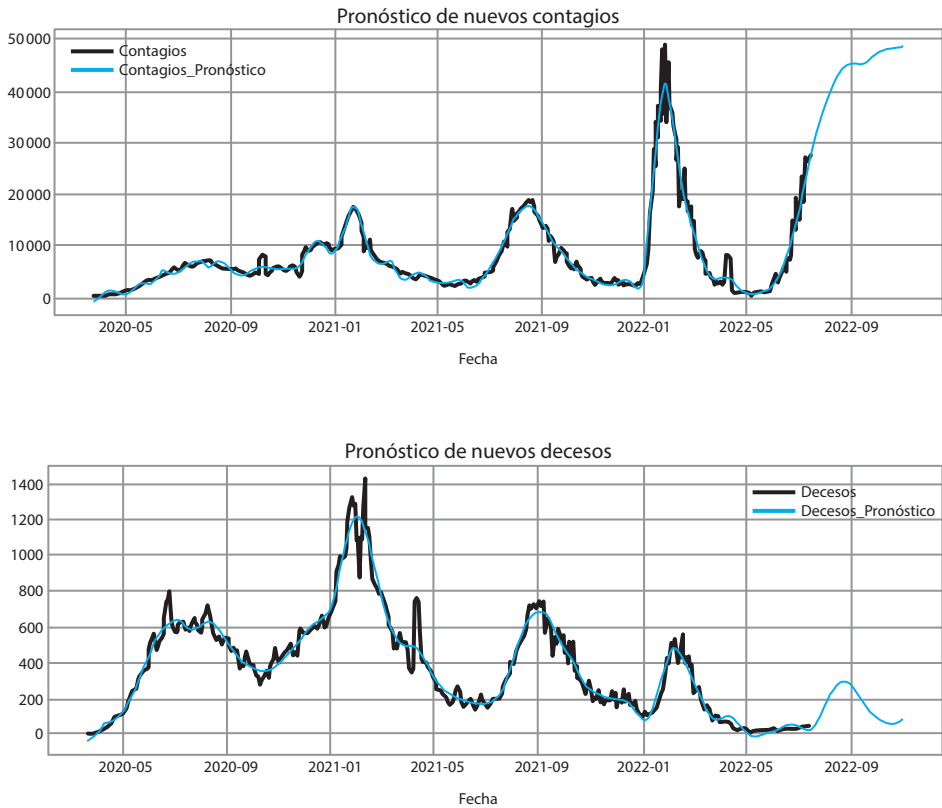 Pronóstico de nuevos contagios
50000
40000
30000
20000
10000
0
Contagios
Contagios_Pronóstico
2020-05 2020-09 2021-01 2021-05 2021-09 2022-01 2022-05 2022-09
Fecha
Pronóstico de nuevos decesos
1400
1200
1000
800
600
400
200
0
Decesos
Decesos_Pronóstico
2020-05 2020-09 2021-01 2021-05 2021-09 2022-01 2022-05 2022-09
Fecha